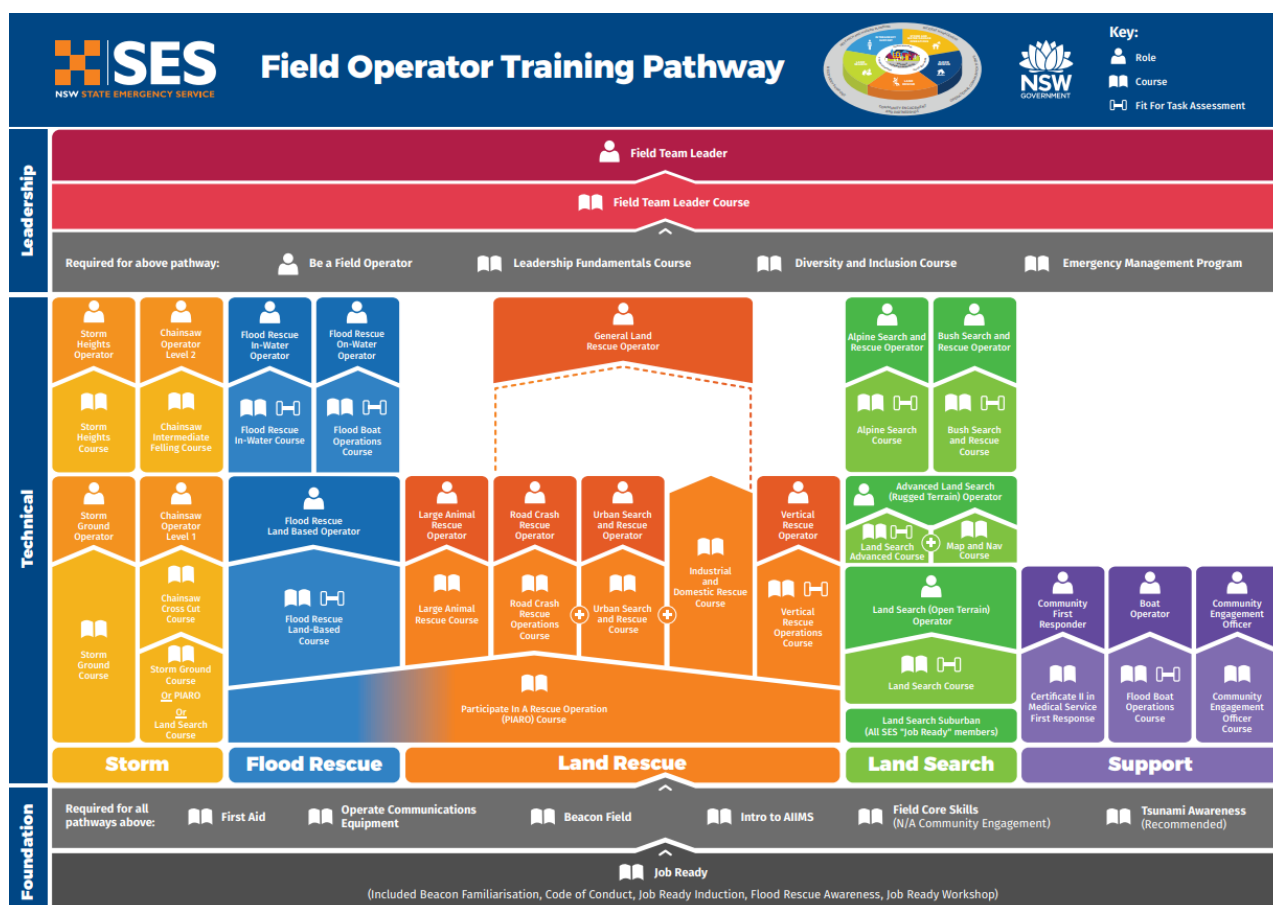 SES
NSW STATE EMERGENCY SERVICE
Field Operator Training Pathway
NSW
GOVERNMENT
Key:
Role
Course
Fit For Task Assessment
Leadership
Field Team Leader
Field Team Leader Course
Required for above pathway:
Be a Field Operator
Leadership Fundamentals Course
Diversity and Inclusion Course
Emergency Management Program
Technical
Storm
Heights
Operator
Chainsaw
Operator
Level 2
Flood Rescue
In-Water
Operator
Flood Rescue
On-Water
Operator
General Land
Rescue Operator
Alpine Search and
Rescue Operator
Bush Search and
Rescue Operator
Storm
Heights
Course
Chainsaw
Intermediate
Felling Course
Flood Rescue
In-Water Course
Flood Boat
Operations
Course
Alpine Search
Course
Bush Search
and Rescue
Course
Storm
Ground
Operator
Chainsaw
Operator
Level 1
Flood Rescue
Land Based Operator
Large Animal
Rescue
Operator
Road Crash
Rescue
Operator
Urban Search
and Rescue
Operator
Industrial
and
Domestic Rescue
Course
Vertical
Rescue
Operator
Advanced Land Search
(Rugged Terrain) Operator
Land Search
Advanced Course
Map and Nav
Course
Storm
Ground
Course
Chainsaw
Cross Cut
Course
Storm Ground
Course
Or PIARO
Or
Land Search
Course
Flood Rescue
Land-Based
Course
Large Animal
Rescue Course
Road Crash
Rescue
Operations
Course
Urban Search
and Rescue
Course
Vertical
Rescue
Operations
Course
Participate In A Rescue Operation
(PIARO) Course
Land Search (Open Terrain)
Operator
Land Search Course
Land Search Suburban
(All SES "Job Ready" members)
Community
First
Responder
Boat
Operator
Community
Engagement
Officer
Certificate II in
Medical Service
First Response
Flood Boat
Operations
Course
Community
Engagement
Officer
Course
Storm
Flood Rescue
Land Rescue
Land Search
Support
Foundation
Required for all
pathways above:
First Aid
Operate Communications
Equipment
Beacon Field
Intro to AIIMS
Field Core Skills
(N/A Community Engagement)
Tsunami Awareness
(Recommended)
Job Ready
(Included Beacon Familiarisation, Code of Conduct, Job Ready Induction, Flood Rescue Awareness, Job Ready Workshop)